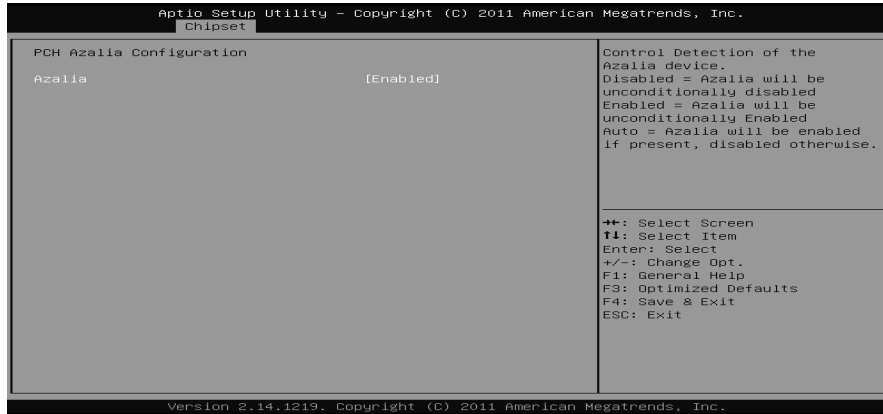 Aptio Setup Utility – Copyright (C) 2011 American Megatrends, Inc.
Chipset
PCH Azalia Configuration
Azalia [Enabled]
Control Detection of the
Azalia device.
Disabled = Azalia will be
unconditionally disabled
Enabled = Azalia will be
unconditionally Enabled
Auto = Azalia will be enabled
if present, disabled otherwise.
→←: Select Screen
↑↓: Select Item
Enter: Select
+/-: Change Opt.
F1: General Help
F3: Optimized Defaults
F4: Save & Exit
ESC: Exit
Version 2.14.1219. Copyright (C) 2011 American Megatrends, Inc.